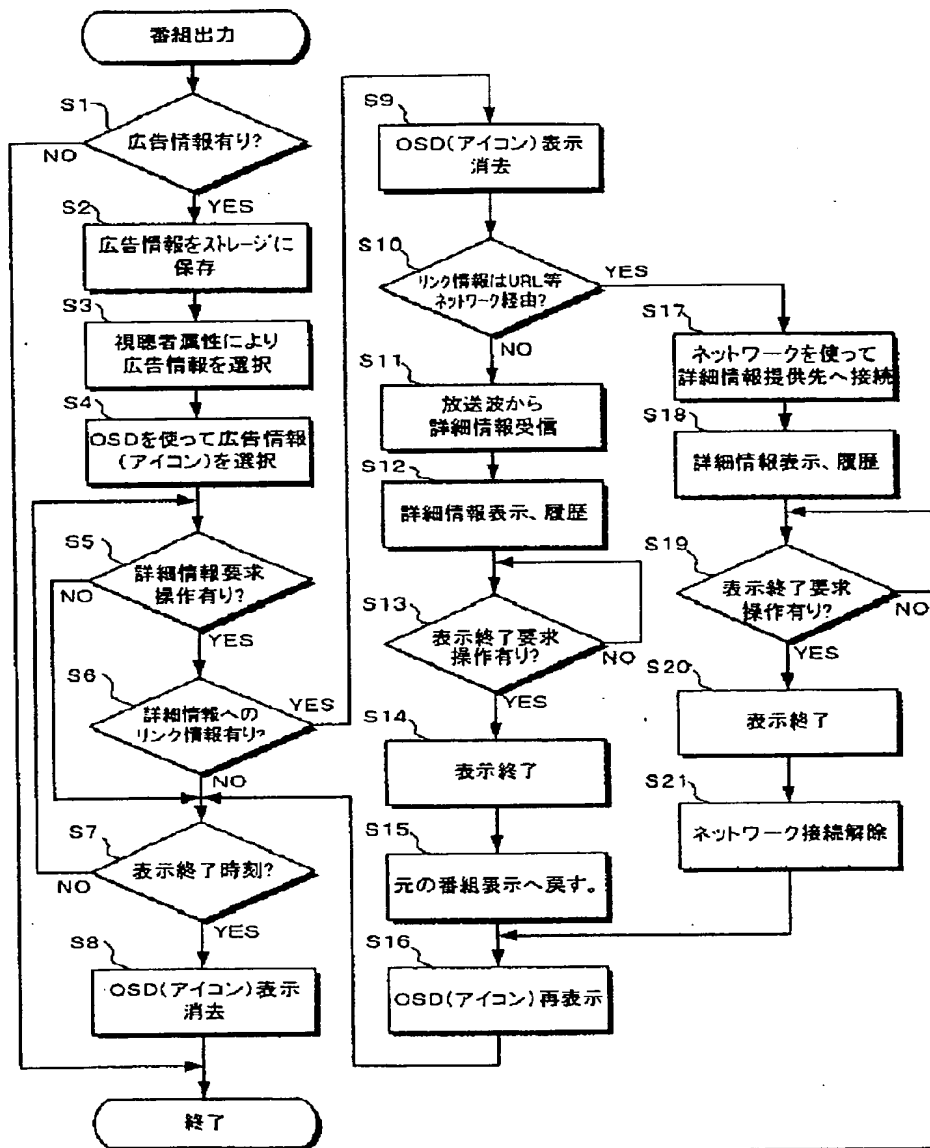 番組出力
S1
広告情報有り?
NO
YES
S2
広告情報をストレージに
保存
S3
視聴者属性により
広告情報を選択
S4
OSDを使って広告情報
(アイコン)を選択
S5
詳細情報要求
操作有り?
NO
YES
S6
詳細情報への
リンク情報有り?
YES
NO
S7
表示終了時刻?
NO
YES
S8
OSD(アイコン)表示
消去
終了
S9
OSD(アイコン)表示
消去
S10
リンク情報はURL等
ネットワーク経由?
YES
NO
S11
放送波から
詳細情報受信
S12
詳細情報表示、履歴
S13
表示終了要求
操作有り?
NO
YES
S14
表示終了
S15
元の番組表示へ戻す。
S16
OSD(アイコン)再表示
S17
ネットワークを使って
詳細情報提供先へ接続
S18
詳細情報表示、履歴
S19
表示終了要求
操作有り?
NO
YES
S20
表示終了
S21
ネットワーク接続解除